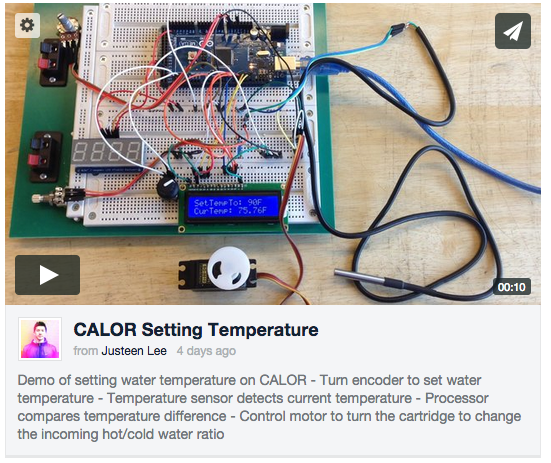 SetTempTo: 90F
CurTemp: 75.76F
00:10
CALOR Setting Temperature
from Justeen Lee 4 days ago
Demo of setting water temperature on CALOR - Turn encoder to set water
temperature - Temperature sensor detects current temperature - Processor
compares temperature difference - Control motor to turn the cartridge to change
the incoming hot/cold water ratio